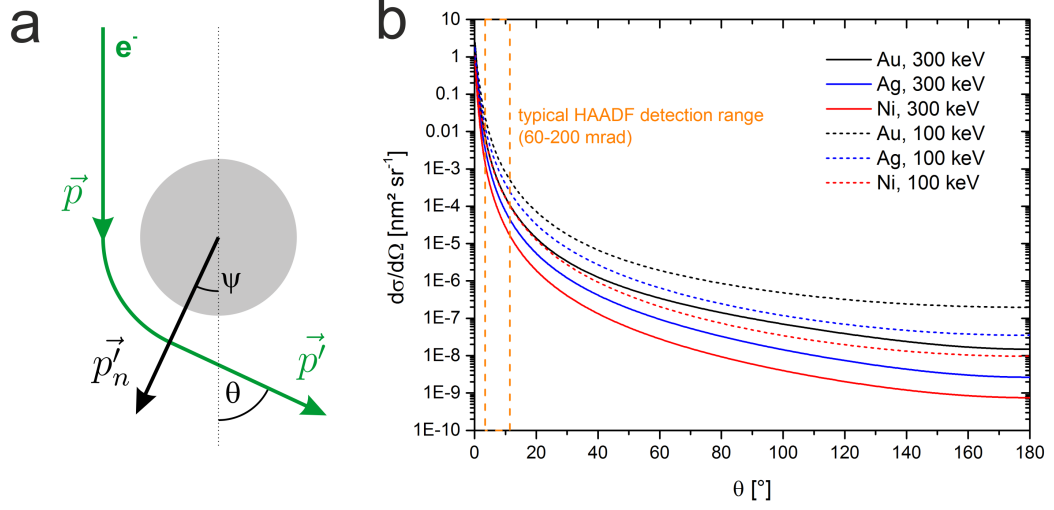 a
e-
p⃗
ψ
p⃗′n
p⃗′
θ
b
10
1
0.1
0.01
1E-3
1E-4
1E-5
1E-6
1E-7
1E-8
1E-9
1E-10
dσ/dΩ [nm² sr⁻¹]
typical HAADF detection range
(60-200 mrad)
Au, 300 keV
Ag, 300 keV
Ni, 300 keV
Au, 100 keV
Ag, 100 keV
Ni, 100 keV
0 20 40 60 80 100 120 140 160 180
θ [°]